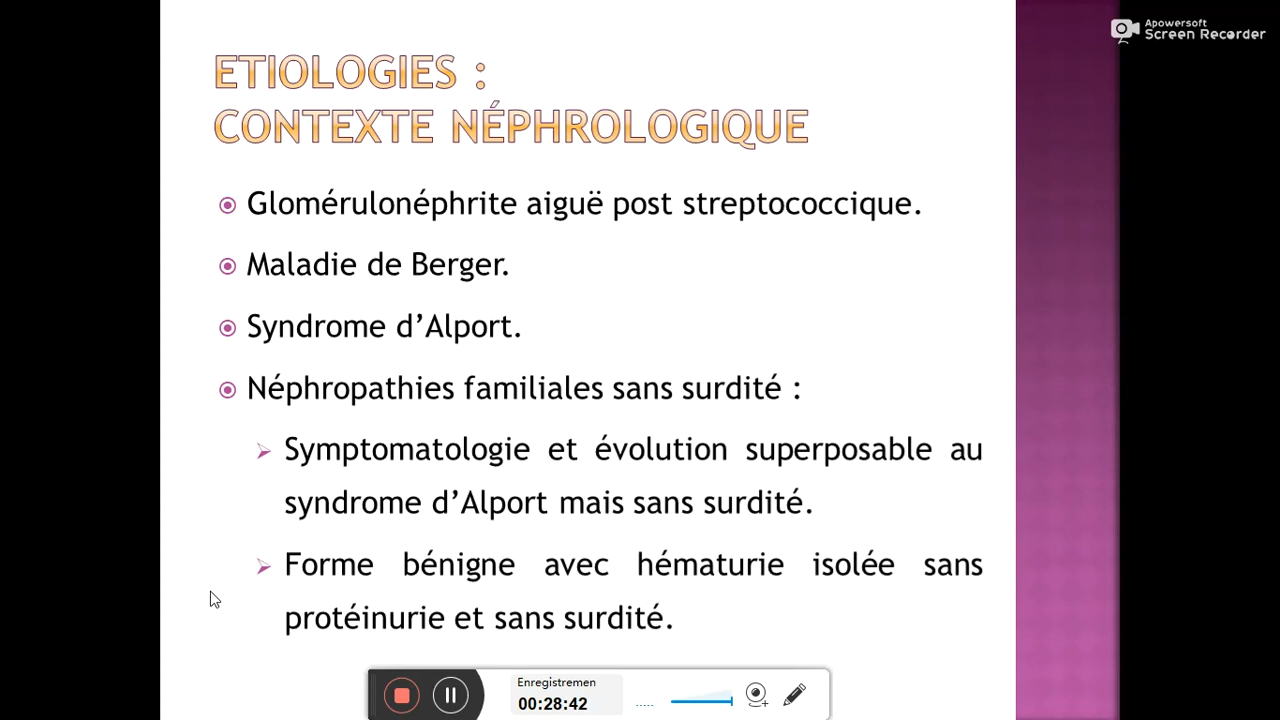 Apowersoft
Screen Recorder
ETIOLOGIES :
CONTEXTE NÉPHROLOGIQUE
Glomérulonéphrite aiguë post streptococcique.
Maladie de Berger.
Syndrome d’Alport.
Néphropathies familiales sans surdité :
Symptomatologie et évolution superposable au
syndrome d’Alport mais sans surdité.
Forme bénigne avec hématurie isolée sans
protéinurie et sans surdité.
Enregistremen
00:28:42